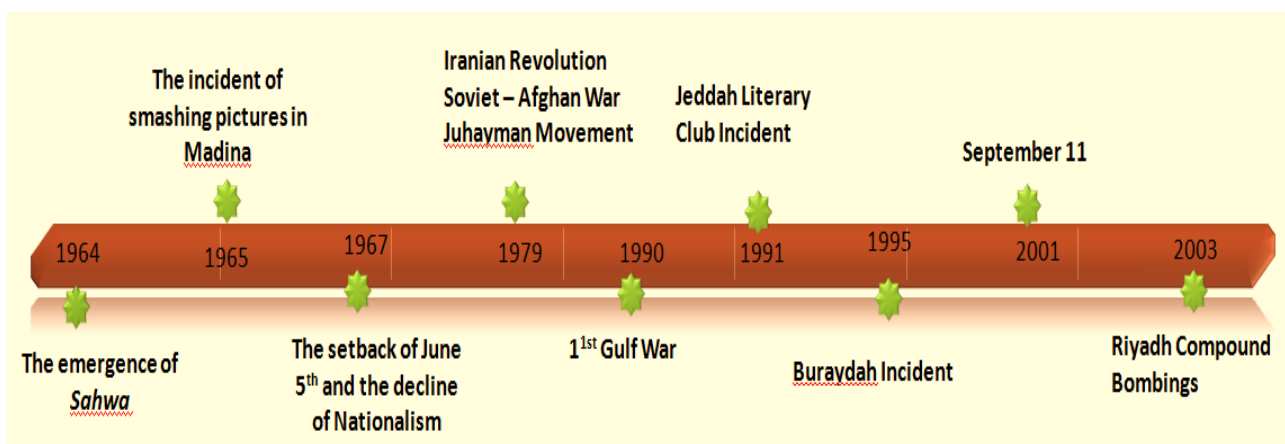 The incident of
smashing pictures in
Madina
Iranian Revolution
Soviet – Afghan War
Juhayman Movement
Jeddah Literary
Club Incident
September 11
1964
1965
1967
1979
1990
1991
1995
2001
2003
The emergence of
Sahwa
The setback of June
5th and the decline
of Nationalism
11st Gulf War
Buraydah Incident
Riyadh Compound
Bombings